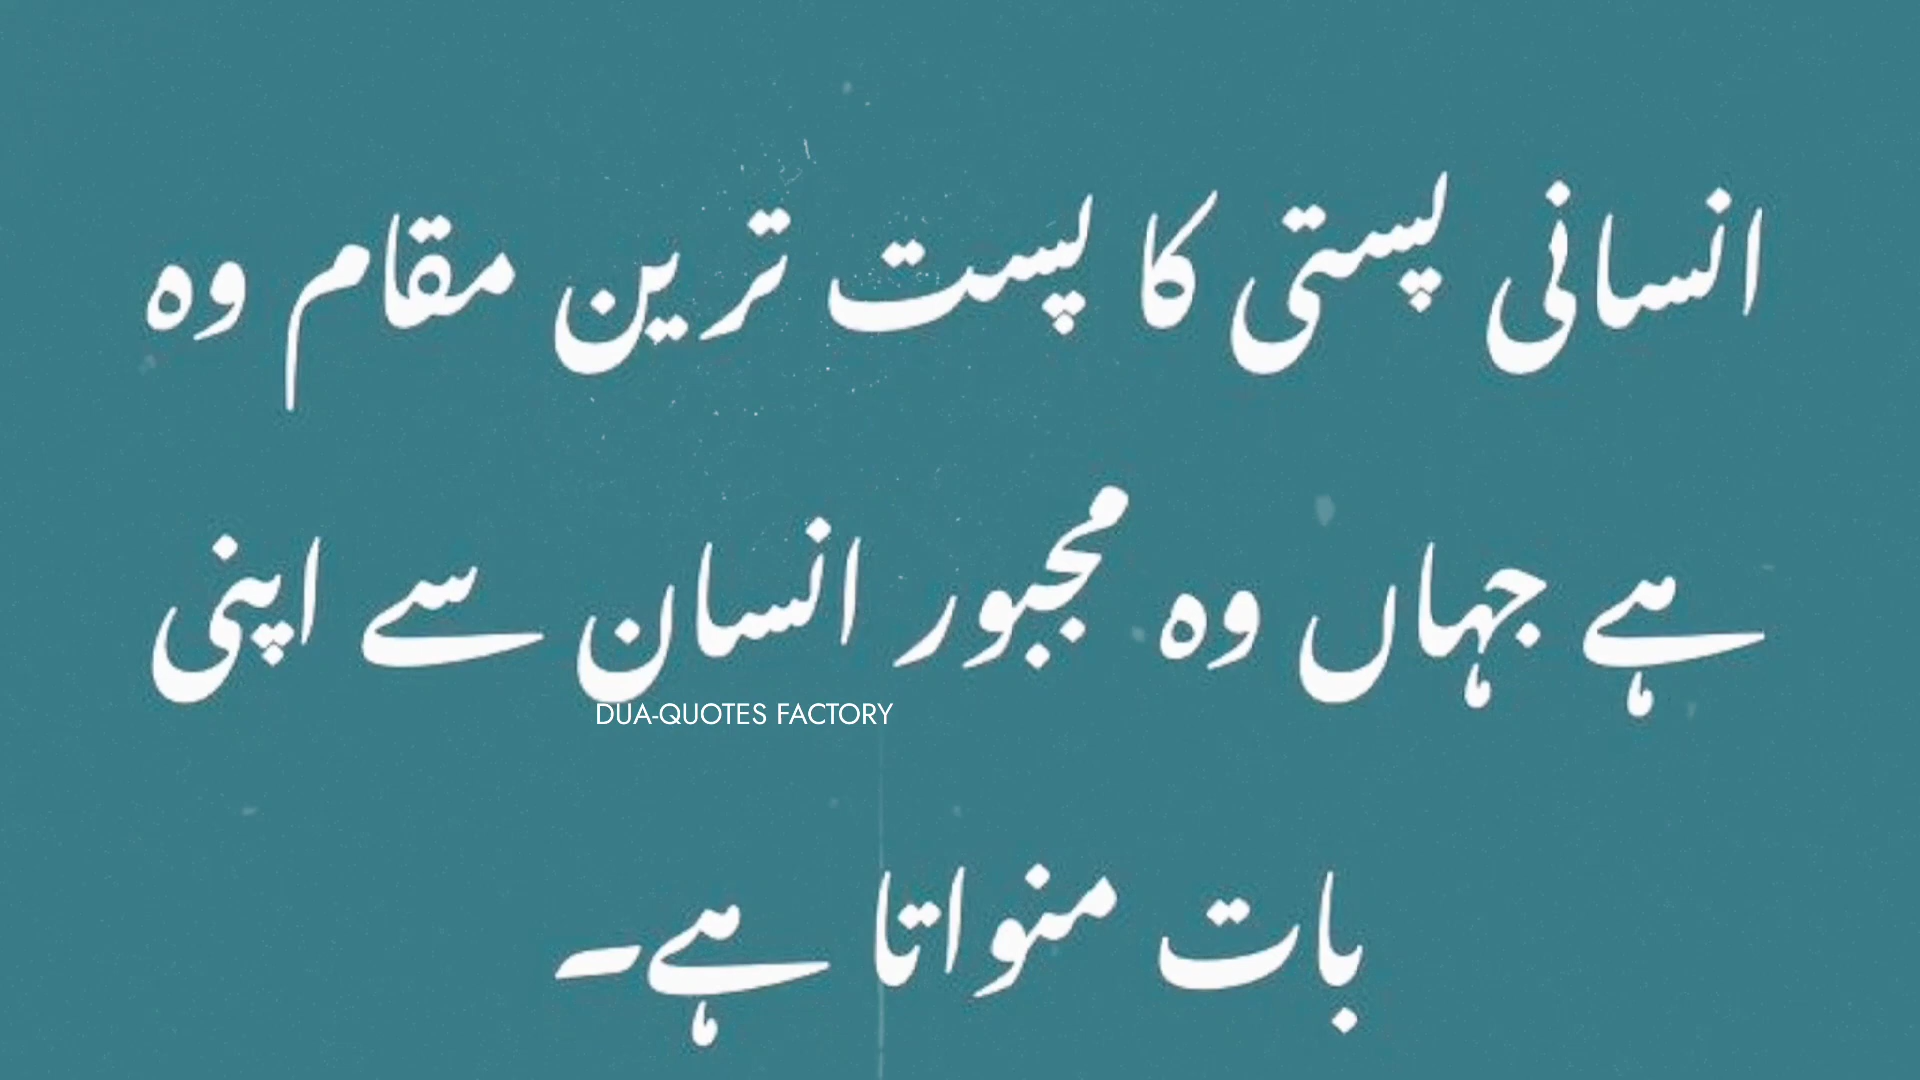 انسانی پستی کا پست ترین مقام وہ
ہے جہاں وہ مجبور انسان سے اپنی
DUA-QUOTES FACTORY
بات منواتا ہے۔